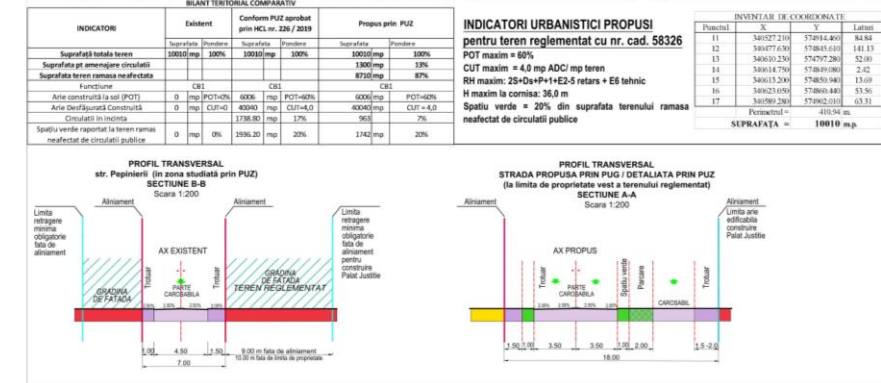 BILANT TERITORIAL COMPARATIV
INDICATORI
Existent
Conform PUZ aprobat prin HCL nr. 226 / 2019
Propus prin PUZ
Suprafata Pondere Suprafata Pondere Suprafata Pondere
Suprafață totala teren 10010 mp 100% 10010 mp 100% 10010 mp 100%
Suprafata pt amenajare circulatii 1300 mp 13%
Suprafata teren ramasa neafectata 8710 mp 87%
Functiune CB1 CB1 CB1
Arie construită la sol (POT) 0 mp POT=0% 6006 mp POT=60% 6006 mp POT=60%
Arie Desfășurată Construită 0 mp CUT=0 40040 mp CUT=4,0 40040 mp CUT = 4,0
Circulatii in incinta 1738.80 mp 17% 963 7%
Spațiu verde raportat la teren ramas neafectat de circulatii publice 0 mp 0% 1936.20 mp 20% 1742 mp 20%
INDICATORI URBANISTICI PROPUSI
pentru teren reglementat cu nr. cad. 58326
POT maxim = 60%
CUT maxim = 4,0 mp ADC/ mp teren
RH maxim: 2S+Ds+P+1+E2-5 retars + E6 tehnic
H maxim la cornisa: 36,0 m
Spatiu verde = 20% din suprafata terenului ramasa
neafectat de circulatii publice
INVENTAR DE COORDONATE
Punctul X Y Laturi
11 340527.210 574914.460 84.84
12 340477.630 574845.610 141.13
13 340610.230 574797.280 52.00
14 340614.750 574849.080 2.42
15 340613.200 574850.940 13.69
16 340623.050 574860.440 53.56
17 340589.280 574902.010 63.31
Perimetrul = 410.94 m.
SUPRAFAȚA = 10010 m.p.
PROFIL TRANSVERSAL
str. Pepinierii (in zona studiată prin PUZ)
SECTIUNE B-B
Scara 1:200
Aliniament
Aliniament
Limita
retragere
minima
obligatorie
fata de
aliniament
Limita
retragere
minima
obligatorie
fata de
aliniament
pentru
construire
Palat Justitie
AX EXISTENT
GRADINA
DE FATADA
Trotuar
PARTE
CAROSABILA
Trotuar
GRADINA
DE FATADA
TEREN REGLEMENTAT
2.00% 2.00%
1.00 4.50 1.50 9.00 m fata de aliniament
10.00 m fata de limita de proprietate
7.00
PROFIL TRANSVERSAL
STRADA PROPUSA PRIN PUG / DETALIATA PRIN PUZ
(la limita de proprietate vest a terenului reglementat)
SECTIUNE A-A
Scara 1:200
Aliniament
Aliniament
Limita arie
edificabila
construire
Palat Justitie
AX PROPUS
Trotuar
PARTE
CAROSABILA
Spatiu verde
Parcare
CAROSABIL
Trotuar
2.00% 2.00%
1.50 1.00 3.50 3.50 1.00 2.00 1.5 -2.0
18.00